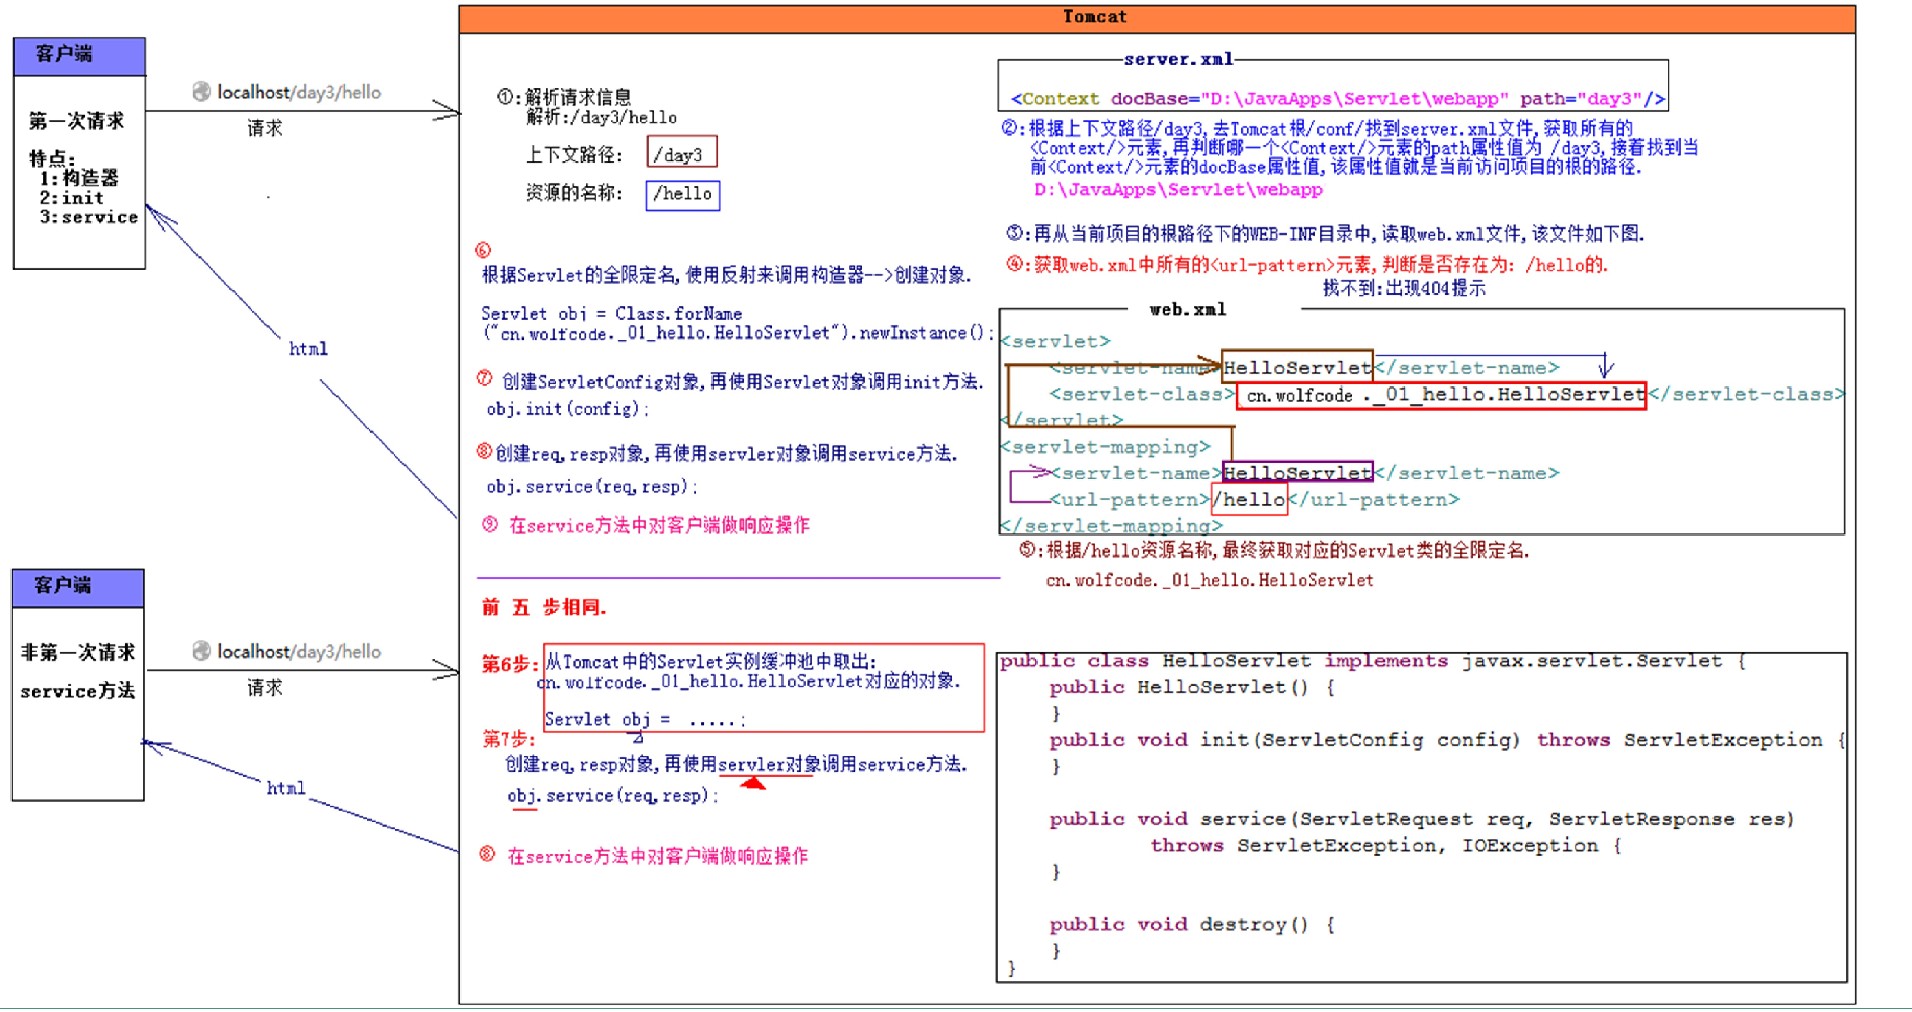 Tomcat
客户端
第一次请求
特点:
1:构造器
2:init
3:service
localhost/day3/hello
请求
html
①:解析请求信息
解析:/day3/hello
上下文路径: /day3
资源的名称: /hello
server.xml
<Context docBase="D:\JavaApps\Servlet\webapp" path="day3"/>
②:根据上下文路径/day3,去Tomcat根/conf/找到server.xml文件,获取所有的
<Context/>元素,再判断哪一个<Context/>元素的path属性值为 /day3,接着找到当
前<Context/>元素的docBase属性值,该属性值就是当前访问项目的根的路径.
D:\JavaApps\Servlet\webapp
③:再从当前项目的根路径下的WEB-INF目录中,读取web.xml文件,该文件如下图.
④:获取web.xml中所有的<url-pattern>元素,判断是否存在为: /hello的.
找不到:出现404提示
web.xml
<servlet>
<servlet-name>HelloServlet</servlet-name>
<servlet-class> cn.wolfcode ._01_hello.HelloServlet</servlet-class>
</servlet>
<servlet-mapping>
<servlet-name>HelloServlet</servlet-name>
<url-pattern>/hello</url-pattern>
</servlet-mapping>
⑤:根据/hello资源名称,最终获取对应的Servlet类的全限定名.
cn.wolfcode._01_hello.HelloServlet
⑥
根据Servlet的全限定名,使用反射来调用构造器-->创建对象.
Servlet obj = Class.forName
("cn.wolfcode._01_hello.HelloServlet").newInstance();
⑦ 创建ServletConfig对象,再使用Servlet对象调用init方法.
obj.init(config);
⑧创建req,resp对象,再使用servler对象调用service方法.
obj.service(req,resp);
⑨ 在service方法中对客户端做响应操作
客户端
非第一次请求
service方法
localhost/day3/hello
请求
html
前 五 步相同.
第6步:
从Tomcat中的Servlet实例缓冲池中取出:
cn.wolfcode._01_hello.HelloServlet对应的对象.
Servlet obj = .....;
第7步:
创建req,resp对象,再使用servler对象调用service方法.
obj.service(req,resp);
⑧ 在service方法中对客户端做响应操作
public class HelloServlet implements javax.servlet.Servlet {
public HelloServlet() {
}
public void init(ServletConfig config) throws ServletException {
}
public void service(ServletRequest req, ServletResponse res)
throws ServletException, IOException {
}
public void destroy() {
}
}